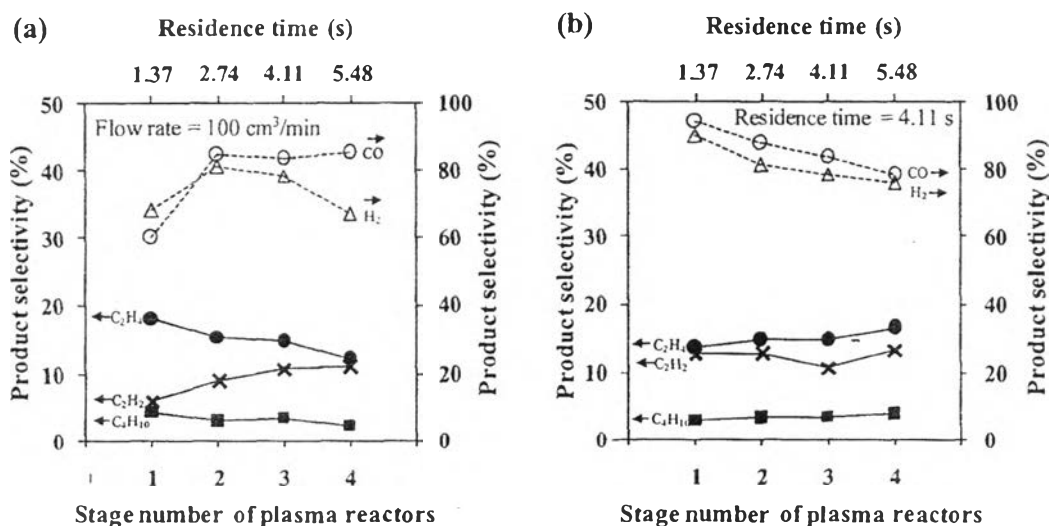 (a)
Residence time (s)
1.37 2.74 4.11 5.48
50 100
Flow rate = 100 cm³/min
CO
40 80
H₂
30 60
20 40
C₂H₄
10 20
C₂H₂
C₄H₁₀
0 0
1 2 3 4
Product selectivity (%)
Product selectivity (%)
Stage number of plasma reactors
(b)
Residence time (s)
1.37 2.74 4.11 5.48
50 100
Residence time = 4.11 s
40 80
CO
H₂
30 60
20 40
C₂H₄
C₂H₂
10 20
C₄H₁₀
0 0
1 2 3 4
Product selectivity (%)
Product selectivity (%)
Stage number of plasma reactors